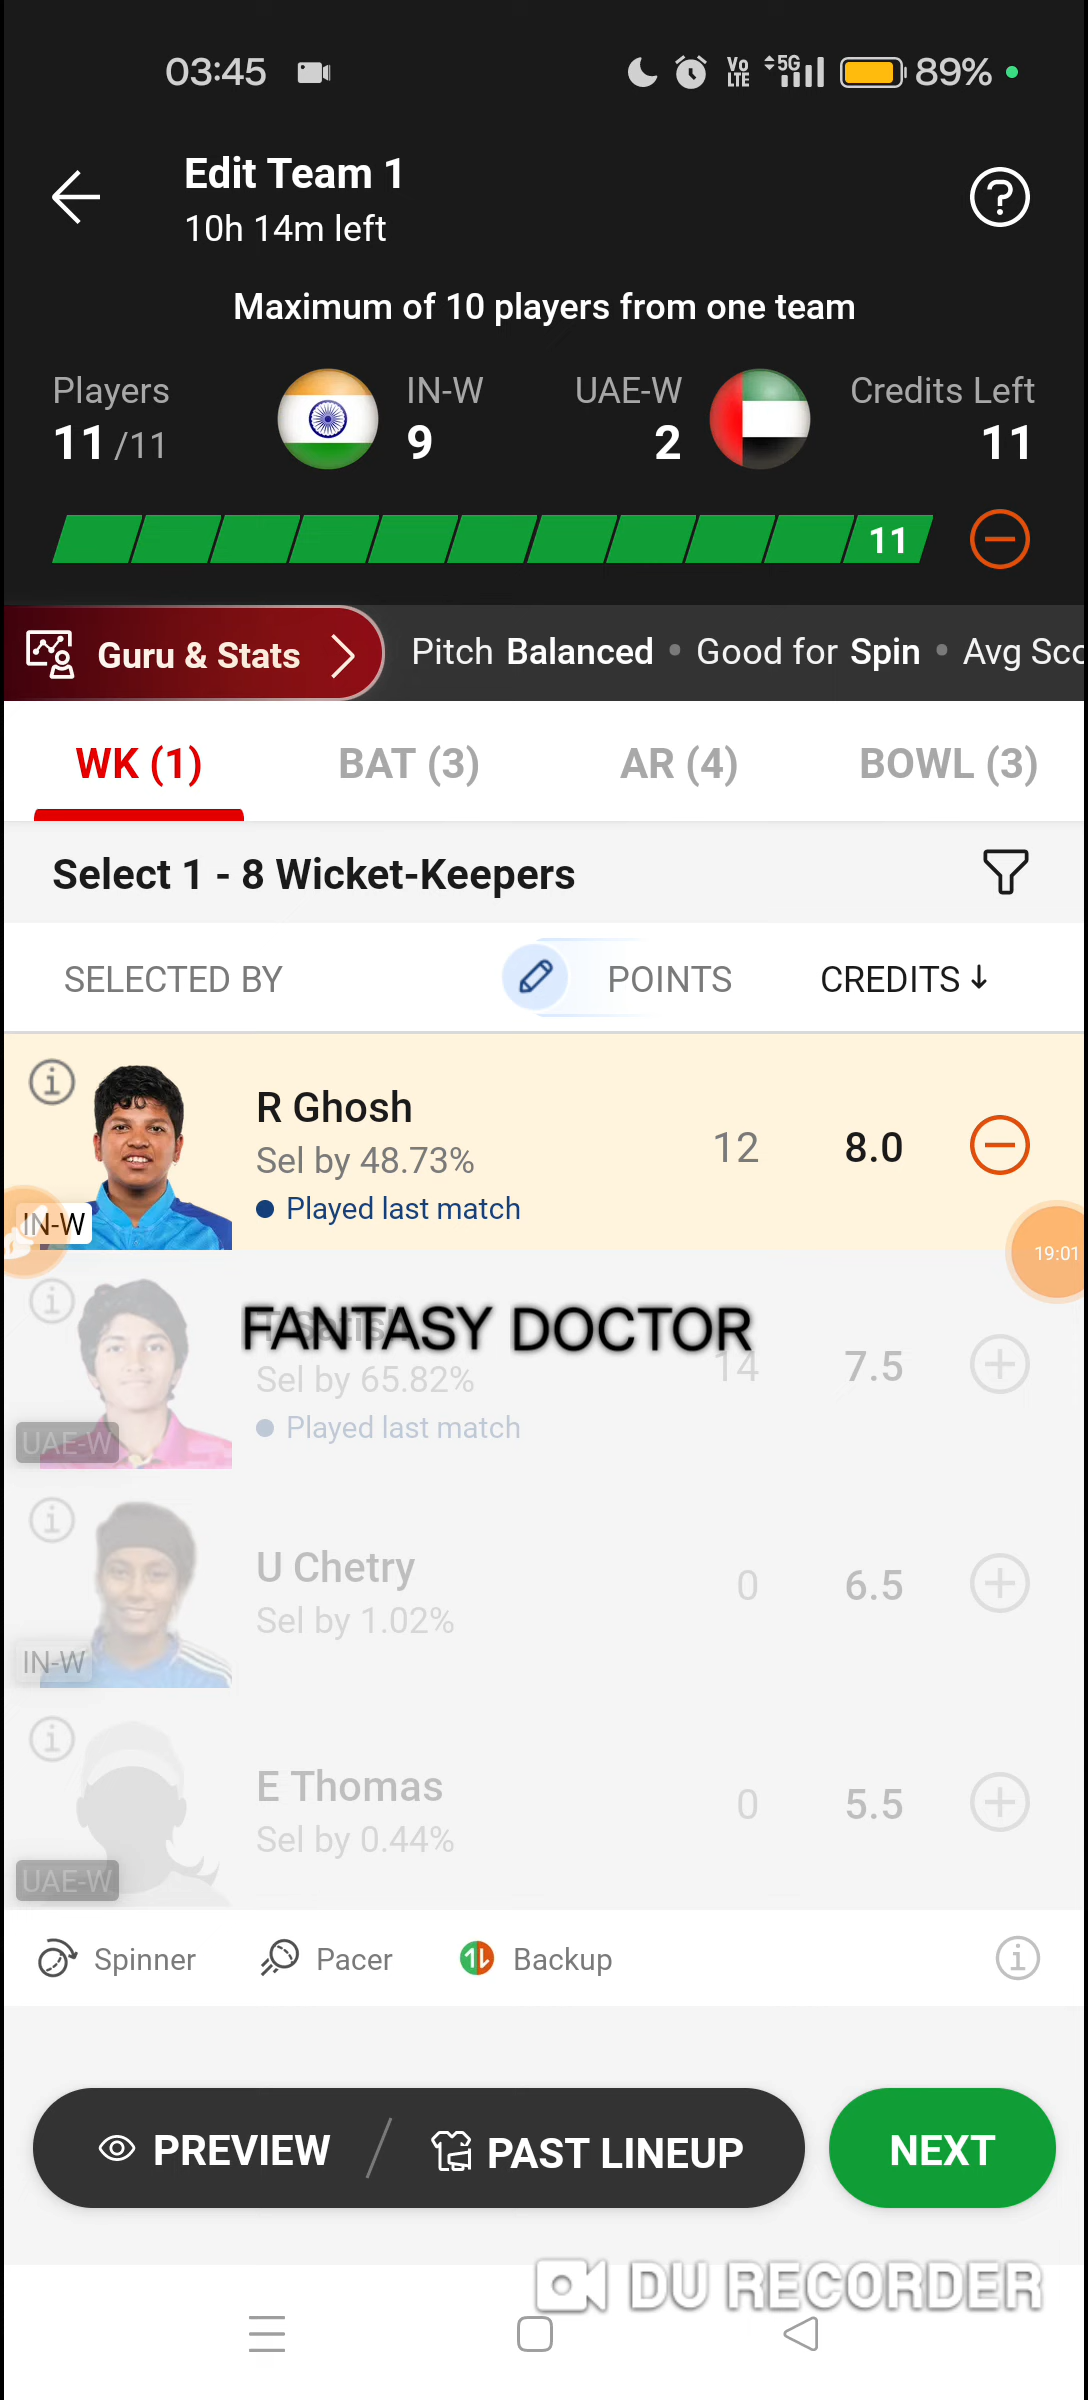 03:45 Vo LTE 5G 89%
Edit Team 1
10h 14m left
Maximum of 10 players from one team
Players IN-W UAE-W Credits Left
11 /11 9 2 11
11
Guru & Stats Pitch Balanced • Good for Spin • Avg Sco
WK (1) BAT (3) AR (4) BOWL (3)
Select 1 - 8 Wicket-Keepers
SELECTED BY POINTS CREDITS
R Ghosh
Sel by 48.73% 12 8.0
Played last match
IN-W
19:01
FANTASY DOCTOR
Sel by 65.82% 14 7.5
Played last match
UAE-W
U Chetry
Sel by 1.02% 0 6.5
IN-W
E Thomas
Sel by 0.44% 0 5.5
UAE-W
Spinner Pacer Backup
PREVIEW / PAST LINEUP NEXT
DU RECORDER